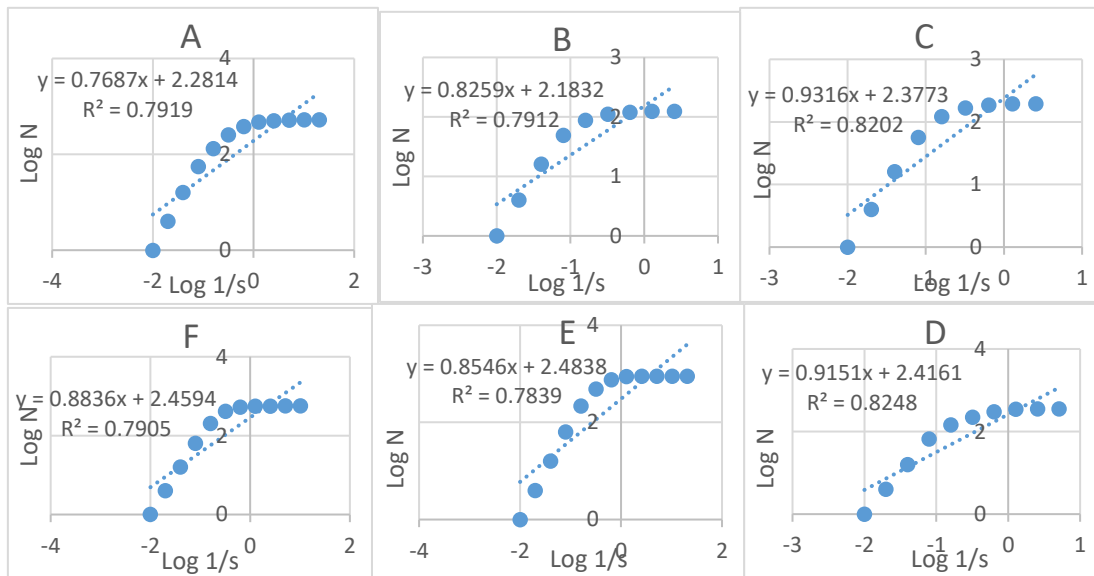 A
y = 0.7687x + 2.2814
R² = 0.7919
Log N
4
2
0
-4
-2
0
2
Log 1/s
B
y = 0.8259x + 2.1832
R² = 0.7912
Log N
3
2
1
0
-3
-2
-1
0
1
Log 1/s
C
y = 0.9316x + 2.3773
R² = 0.8202
Log N
3
2
1
0
-3
-2
-1
0
1
Log 1/s
F
y = 0.8836x + 2.4594
R² = 0.7905
Log N
4
2
0
-4
-2
0
2
Log 1/s
E
y = 0.8546x + 2.4838
R² = 0.7839
Log N
4
2
0
-4
-2
0
2
Log 1/s
D
y = 0.9151x + 2.4161
R² = 0.8248
Log N
4
2
0
-3
-2
-1
0
1
Log 1/s